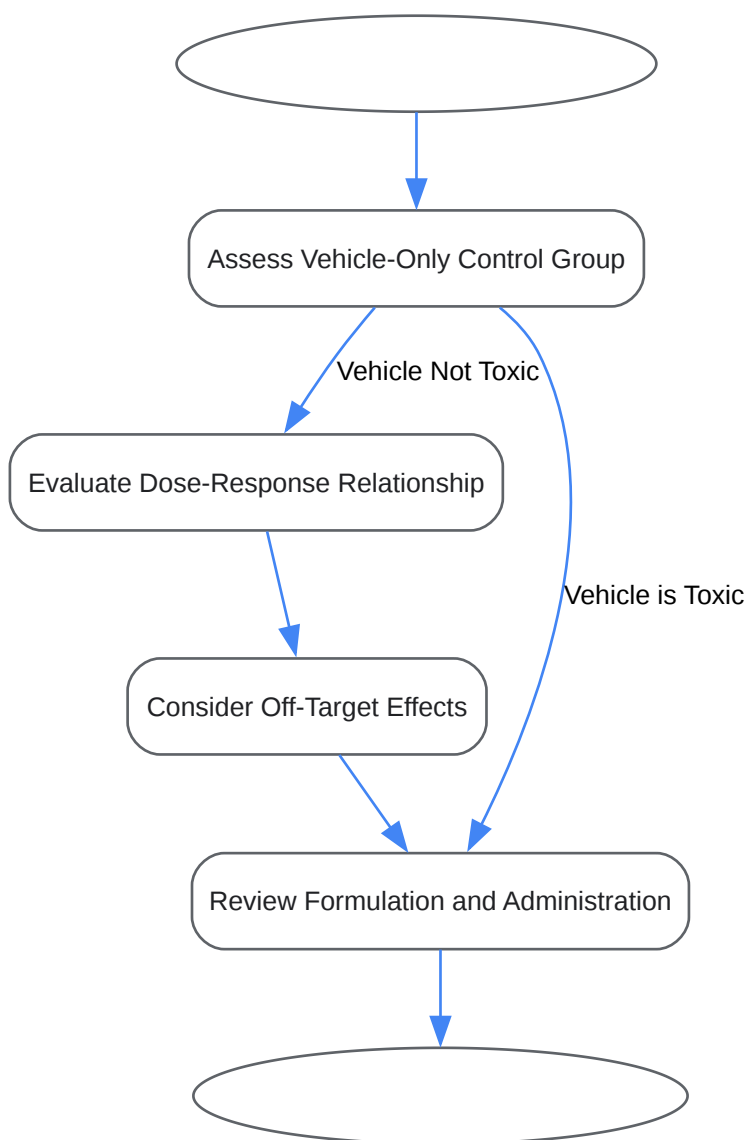 Assess Vehicle-Only Control Group
Vehicle Not Toxic
Evaluate Dose-Response Relationship
Vehicle is Toxic
Consider Off-Target Effects
Review Formulation and Administration